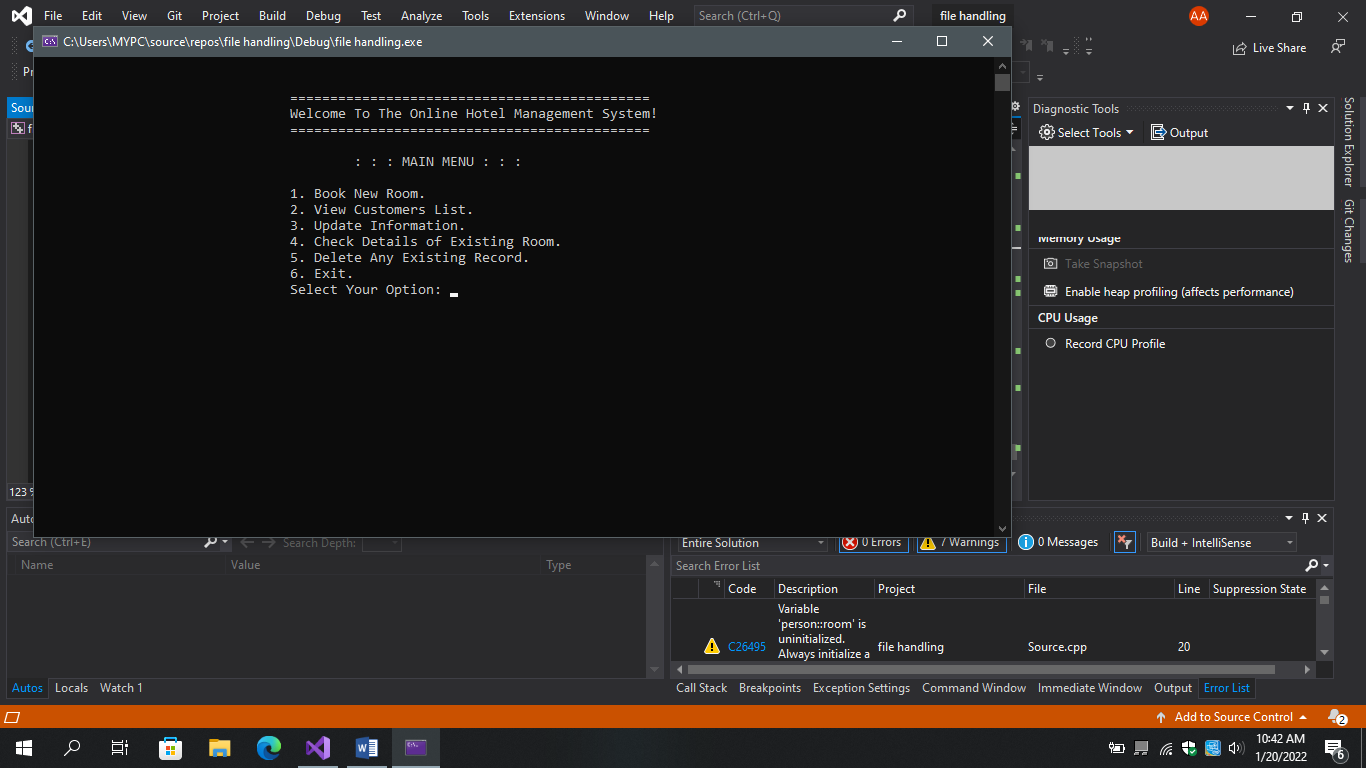 File Edit View Git Project Build Debug Test Analyze Tools Extensions Window Help Search (Ctrl+Q) file handling AA
Live Share
C:\Users\MYPC\source\repos\file handling\Debug\file handling.exe
=============================================
Welcome To The Online Hotel Management System!
=============================================
: : : MAIN MENU : : :
1. Book New Room.
2. View Customers List.
3. Update Information.
4. Check Details of Existing Room.
5. Delete Any Existing Record.
6. Exit.
Select Your Option:
Diagnostic Tools
Select Tools Output
Memory Usage
Take Snapshot
Enable heap profiling (affects performance)
CPU Usage
Record CPU Profile
Solution Explorer
Git Changes
123 %
Search (Ctrl+E) Search Depth:
Name Value Type
Autos Locals Watch 1
Entire Solution 0 Errors 7 Warnings 0 Messages Build + IntelliSense
Search Error List
Code Description Project File Line Suppression State
Variable
'person::room' is
uninitialized.
Always initialize a
C26495 file handling Source.cpp 20
Call Stack Breakpoints Exception Settings Command Window Immediate Window Output Error List
Add to Source Control 2
10:42 AM
1/20/2022
6